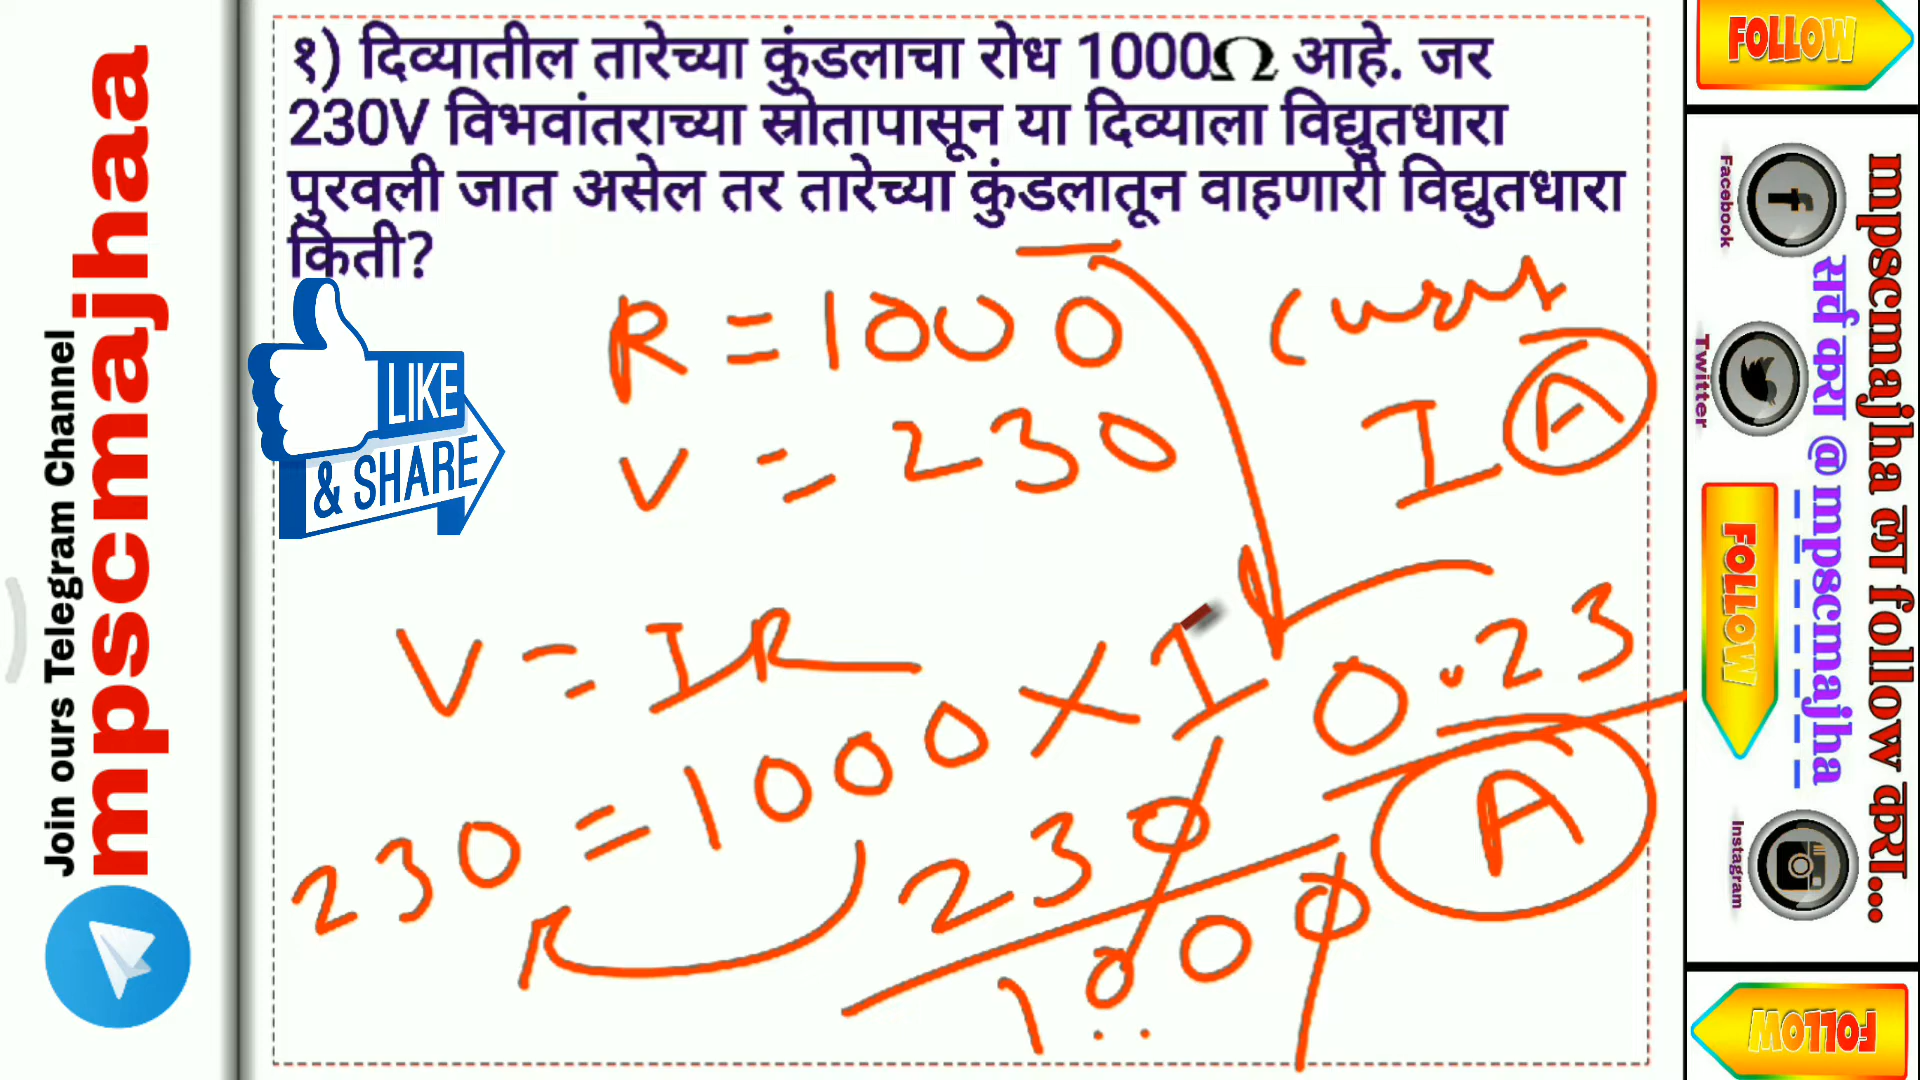 १) दिव्यातील तारेच्या कुंडलाचा रोध 1000Ω आहे. जर
230V विभवांतराच्या स्रोतापासून या दिव्याला विद्युतधारा
पुरवली जात असेल तर तारेच्या कुंडलातून वाहणारी विद्युतधारा
किती?
R = 1000
V = 230
I A
V = IR
230 = 1000 × I
230
1000
0.23
A
LIKE
& SHARE
Join ours Telegram Channel
mpscmajhaa
FOLLOW
Facebook
Twitter
FOLLOW
Instagram
सर्च करा @mpscmajha
mpscmajha ला follow करा...
FOLLOW